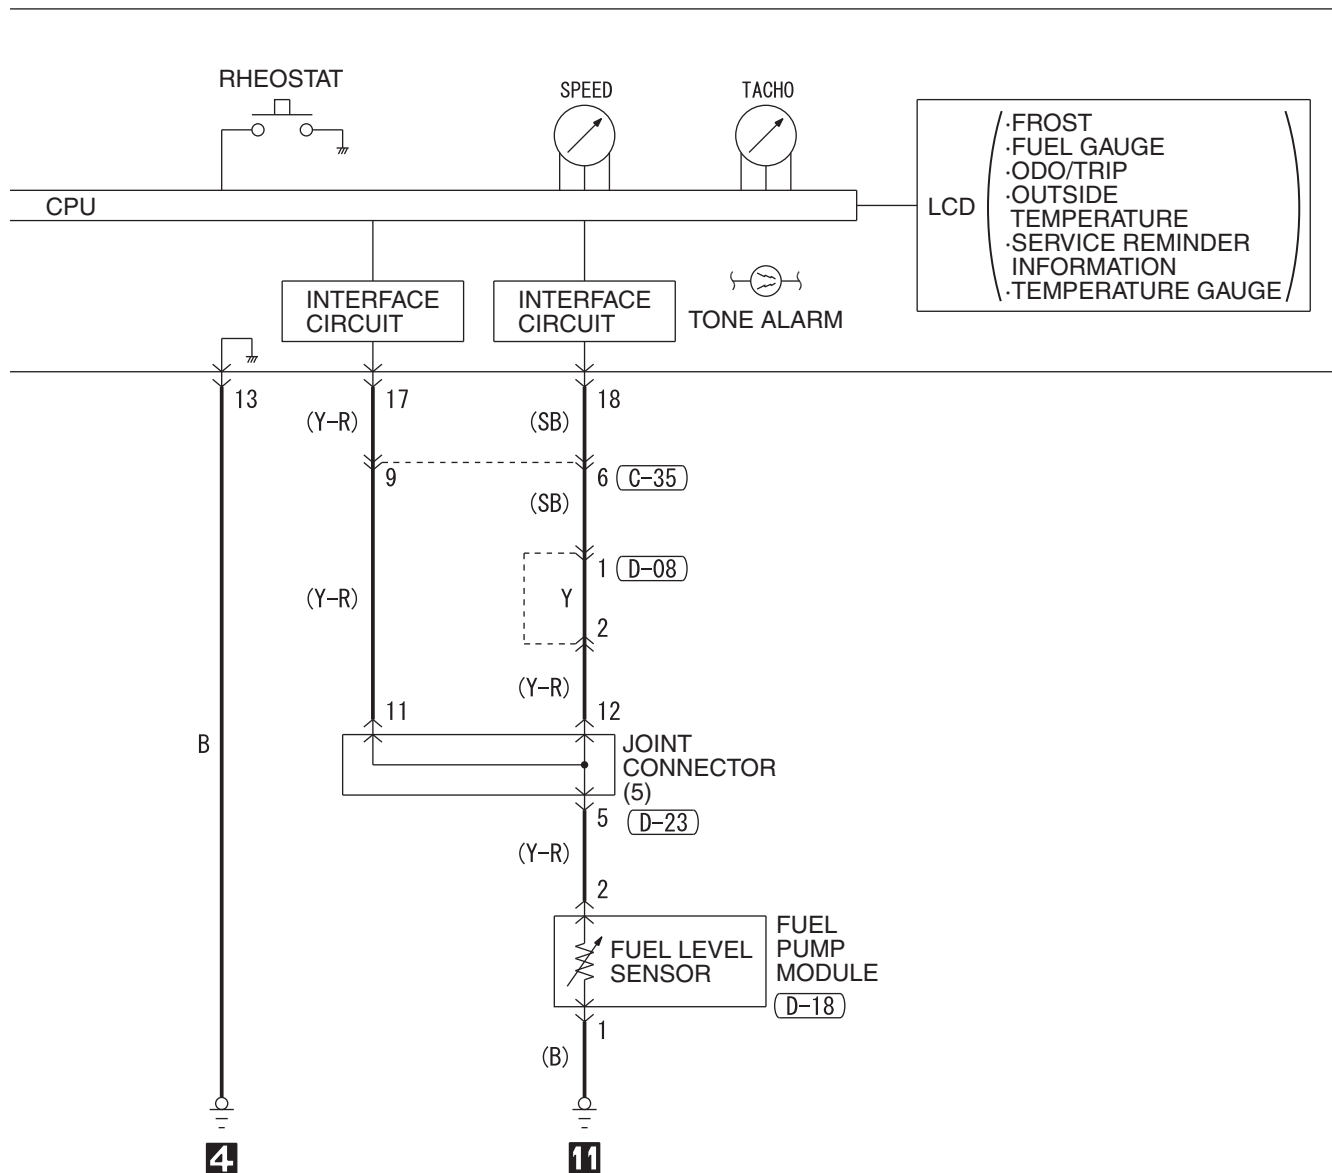 RHEOSTAT
SPEED
TACHO
CPU
LCD
·FROST
·FUEL GAUGE
·ODO/TRIP
·OUTSIDE
TEMPERATURE
·SERVICE REMINDER
INFORMATION
·TEMPERATURE GAUGE
INTERFACE
CIRCUIT
INTERFACE
CIRCUIT
TONE ALARM
13
17
18
(Y-R)
(SB)
9
6 C-35
(SB)
1 D-08
(Y-R)
Y
2
(Y-R)
11
12
B
JOINT
CONNECTOR
(5)
5 D-23
(Y-R)
2
FUEL LEVEL
SENSOR
FUEL
PUMP
MODULE
D-18
1
(B)
4
11